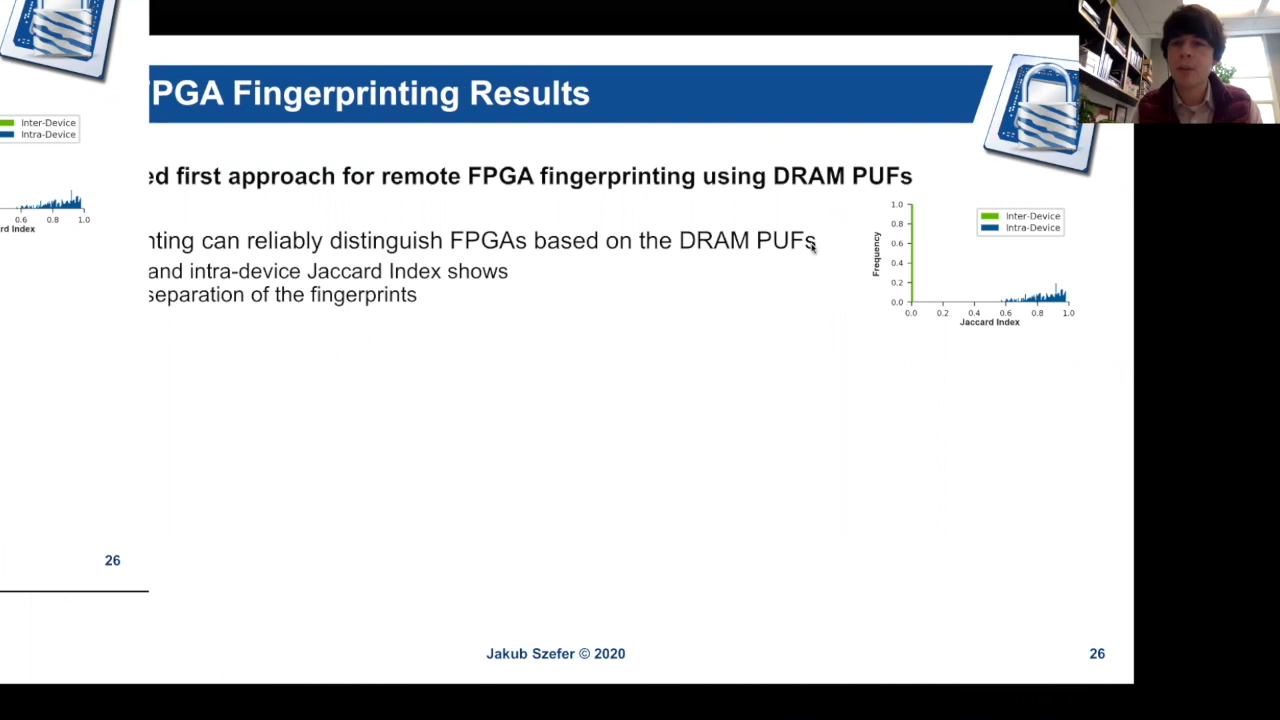 FPGA Fingerprinting Results
Inter-Device
Intra-Device
ed first approach for remote FPGA fingerprinting using DRAM PUFs
nting can reliably distinguish FPGAs based on the DRAM PUFs
and intra-device Jaccard Index shows
separation of the fingerprints
0.6 0.8 1.0
rd Index
1.0
0.8
0.6
0.4
0.2
0.0
Frequency
Inter-Device
Intra-Device
0.0 0.2 0.4 0.6 0.8 1.0
Jaccard Index
26
Jakub Szefer © 2020
26